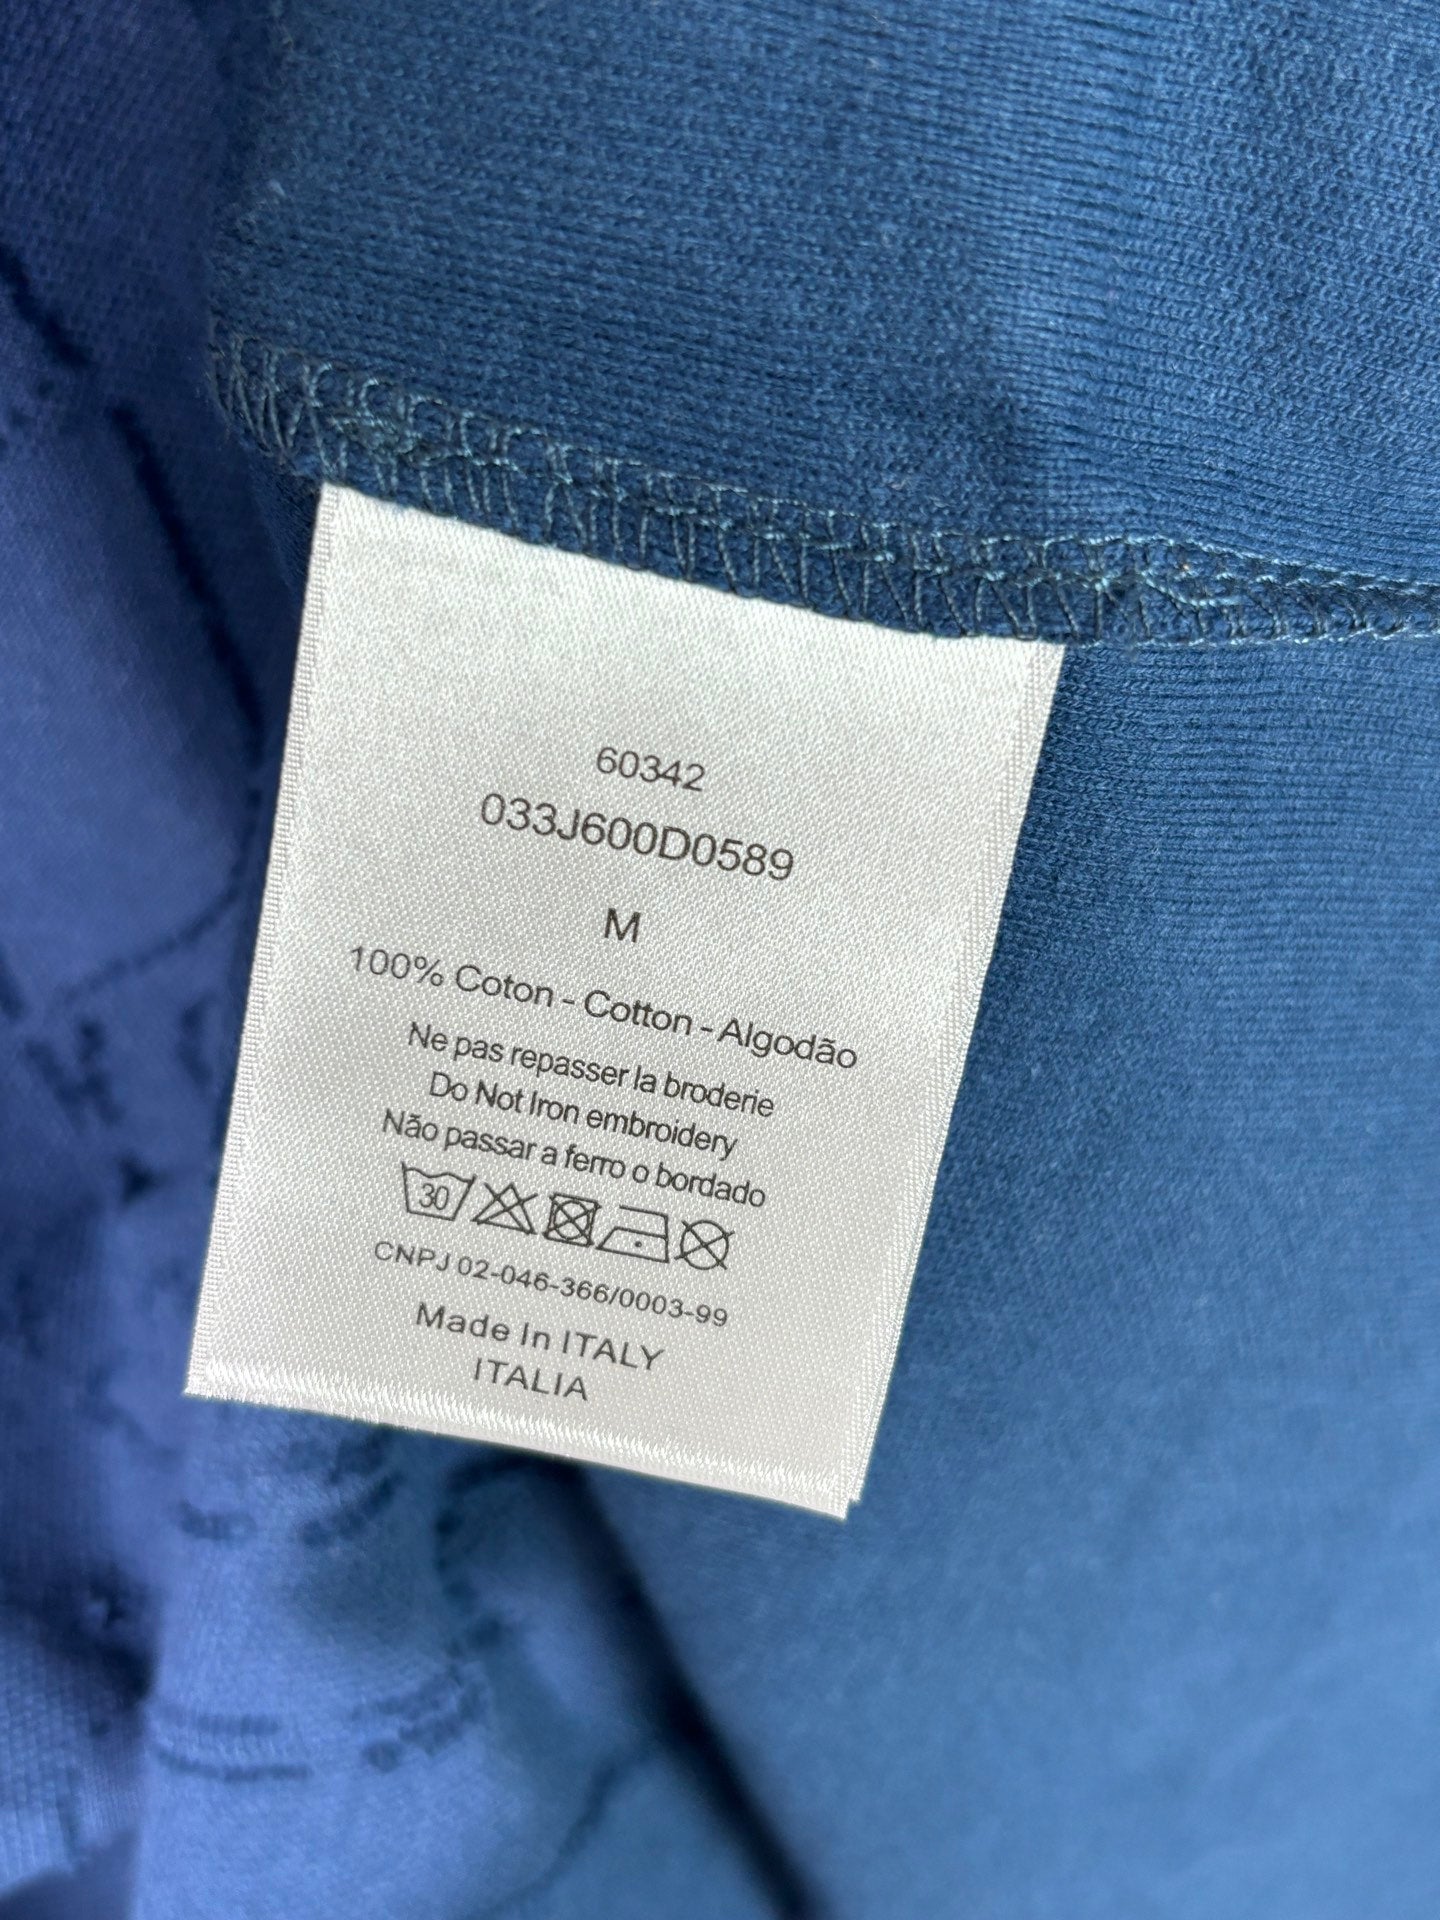 60342
033J600D0589
M
100% Coton - Cotton - Algodão
Ne pas repasser la broderie
Do Not Iron embroidery
Não passar a ferro o bordado
30
CNPJ 02-046-366/0003-99
Made In ITALY
ITALIA